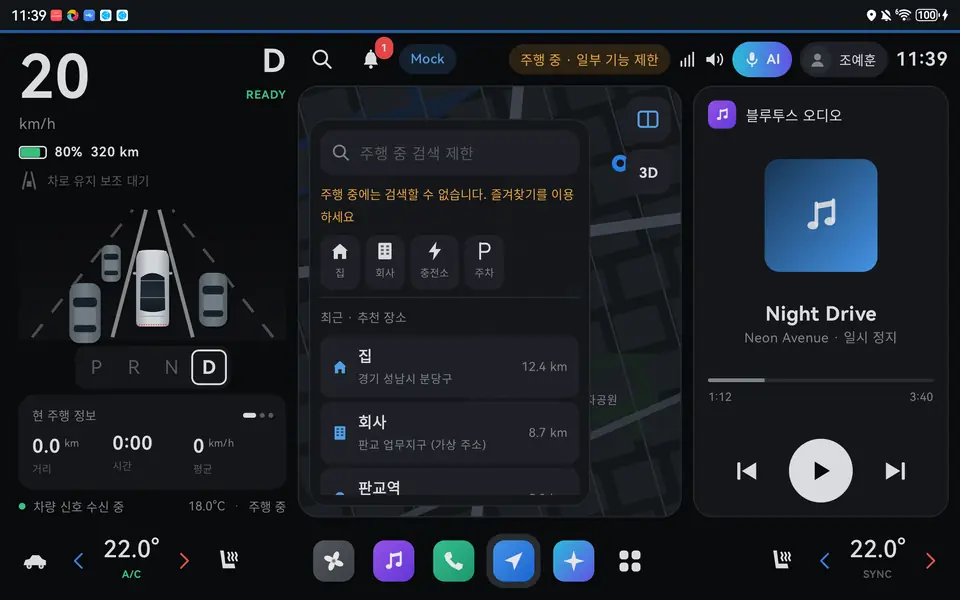 11:39
100
20
D
READY
km/h
80% 320 km
차로 유지 보조 대기
P R N D
현 주행 정보
0.0 km
거리
0:00
시간
0 km/h
평균
차량 신호 수신 중
18.0°C · 주행 중
1
Mock
주행 중 · 일부 기능 제한
AI
조예훈
11:39
주행 중 검색 제한
주행 중에는 검색할 수 없습니다. 즐겨찾기를 이용
하세요
집
회사
충전소
P
주차
최근 · 추천 장소
집
경기 성남시 분당구
12.4 km
회사
판교 업무지구 (가상 주소)
8.7 km
판교역
3D
블루투스 오디오
Night Drive
Neon Avenue · 일시 정지
1:12
3:40
22.0°
A/C
22.0°
SYNC